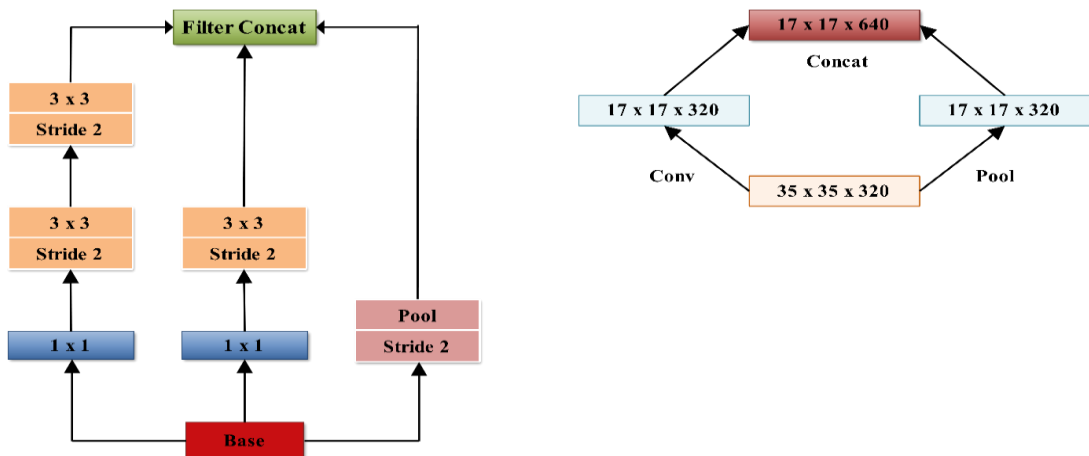 Filter Concat
3 x 3
Stride 2
3 x 3
Stride 2
3 x 3
Stride 2
Pool
Stride 2
1 x 1
1 x 1
Base
17 x 17 x 640
Concat
17 x 17 x 320
17 x 17 x 320
Conv
Pool
35 x 35 x 320